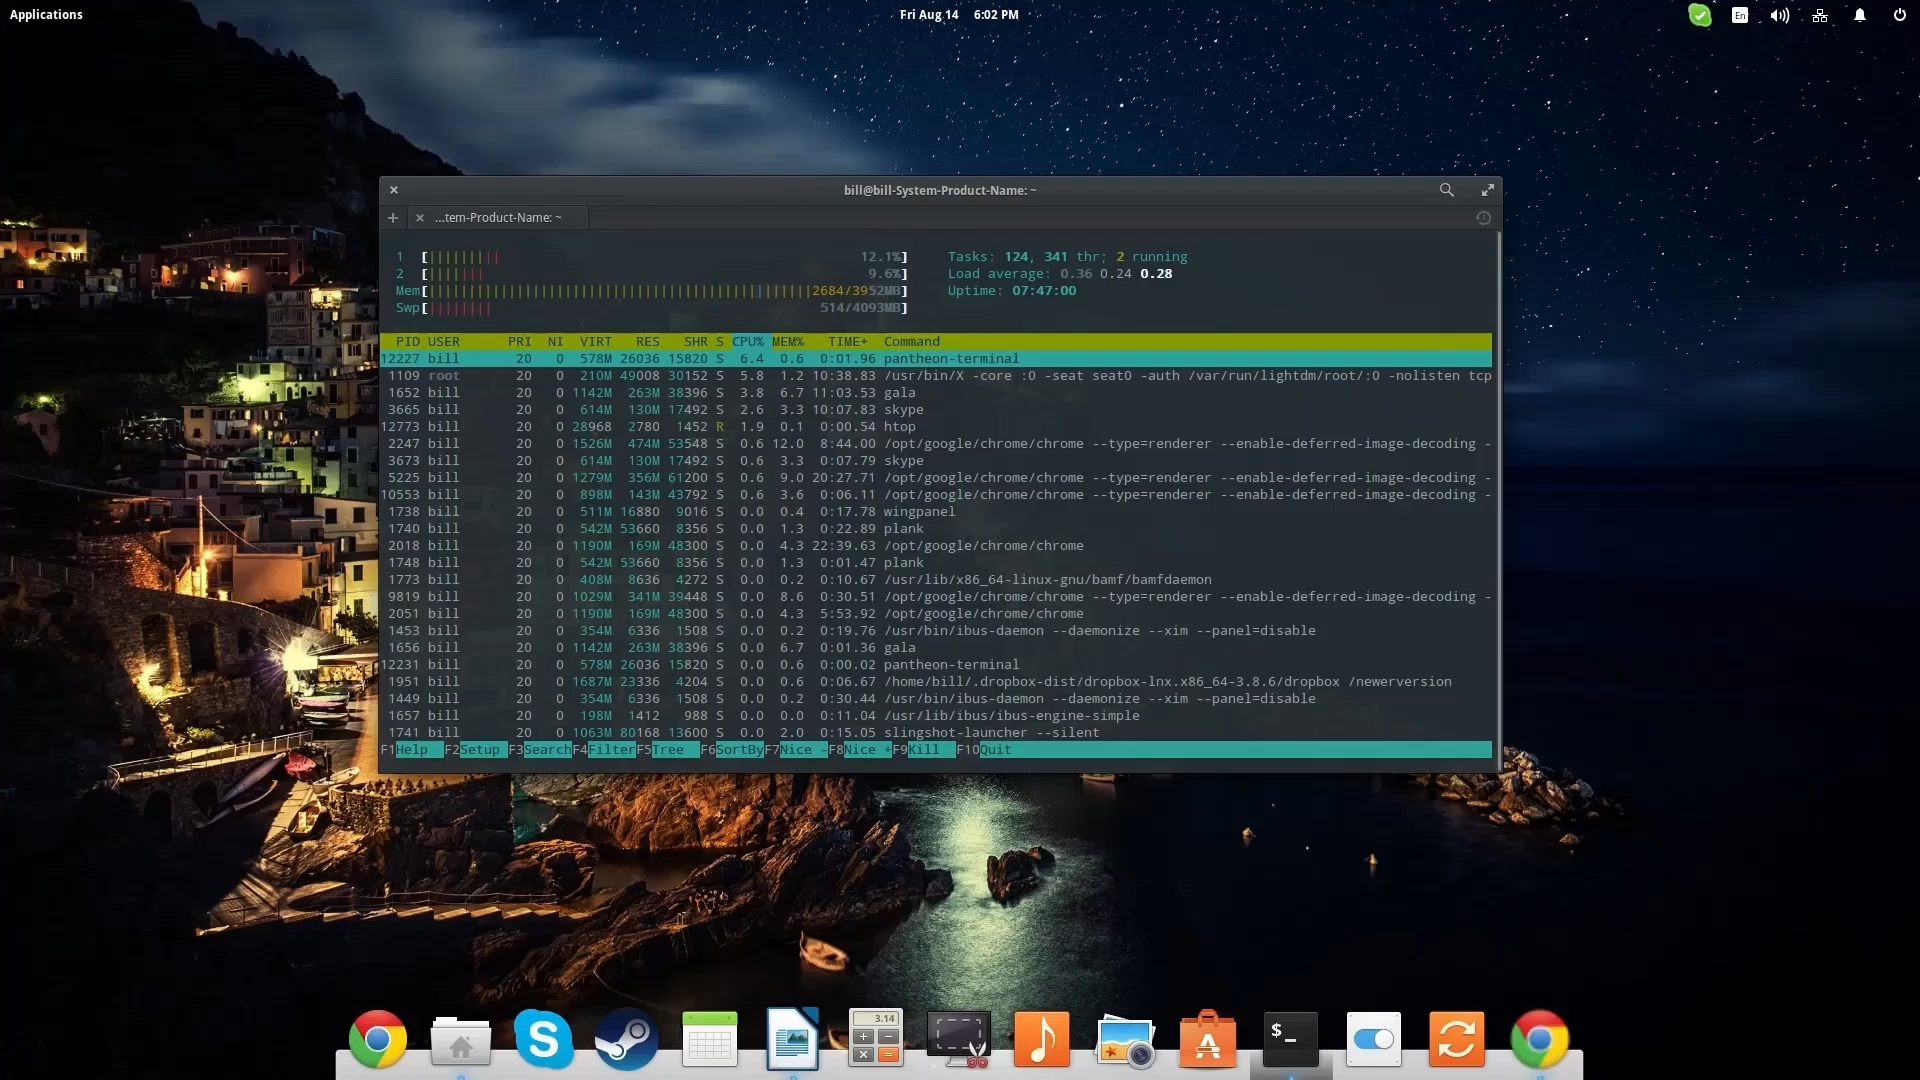 Applications
Fri Aug 14 6:02 PM
En
bill@bill-System-Product-Name: ~
...tem-Product-Name: ~
1 [||||||||| 12.1%] Tasks: 124, 341 thr; 2 running
2 [||||||| 9.6%] Load average: 0.36 0.24 0.28
Mem[||||||||||||||||||||||||||||||||||||||||||||||||2684/3952MB] Uptime: 07:47:00
Swp[|||||||| 514/4093MB]
PID USER PRI NI VIRT RES SHR S CPU% MEM% TIME+ Command
12227 bill 20 0 578M 26036 15820 S 6.4 0.6 0:01.96 pantheon-terminal
1109 root 20 0 210M 49008 30152 S 5.8 1.2 10:38.83 /usr/bin/X -core :0 -seat seat0 -auth /var/run/lightdm/root/:0 -nolisten tcp
1652 bill 20 0 1142M 263M 38396 S 3.8 6.7 11:03.53 gala
3665 bill 20 0 614M 130M 17492 S 2.6 3.3 10:07.83 skype
12773 bill 20 0 28968 2780 1452 R 1.9 0.1 0:00.54 htop
2247 bill 20 0 1526M 474M 53548 S 0.6 12.0 8:44.00 /opt/google/chrome/chrome --type=renderer --enable-deferred-image-decoding -
3673 bill 20 0 614M 130M 17492 S 0.6 3.3 0:07.79 skype
5225 bill 20 0 1279M 356M 61200 S 0.6 9.0 20:27.71 /opt/google/chrome/chrome --type=renderer --enable-deferred-image-decoding -
10553 bill 20 0 898M 143M 43792 S 0.6 3.6 0:06.11 /opt/google/chrome/chrome --type=renderer --enable-deferred-image-decoding -
1738 bill 20 0 511M 16880 9016 S 0.0 0.4 0:17.78 wingpanel
1740 bill 20 0 542M 53660 8356 S 0.0 1.3 0:22.89 plank
2018 bill 20 0 1190M 169M 48300 S 0.0 4.3 22:39.63 /opt/google/chrome/chrome
1748 bill 20 0 542M 53660 8356 S 0.0 1.3 0:01.47 plank
1773 bill 20 0 408M 8636 4272 S 0.0 0.2 0:10.67 /usr/lib/x86_64-linux-gnu/bamf/bamfdaemon
9819 bill 20 0 1029M 341M 39448 S 0.0 8.6 0:30.51 /opt/google/chrome/chrome --type=renderer --enable-deferred-image-decoding -
2051 bill 20 0 1190M 169M 48300 S 0.0 4.3 5:53.92 /opt/google/chrome/chrome
1453 bill 20 0 354M 6336 1508 S 0.0 0.2 0:19.76 /usr/bin/ibus-daemon --daemonize --xim --panel=disable
1656 bill 20 0 1142M 263M 38396 S 0.0 6.7 0:01.36 gala
12231 bill 20 0 578M 26036 15820 S 0.0 0.6 0:00.02 pantheon-terminal
1951 bill 20 0 1687M 23336 4204 S 0.0 0.6 0:06.67 /home/bill/.dropbox-dist/dropbox-lnx.x86_64-3.8.6/dropbox /newerversion
1449 bill 20 0 354M 6336 1508 S 0.0 0.2 0:30.44 /usr/bin/ibus-daemon --daemonize --xim --panel=disable
1657 bill 20 0 198M 1412 988 S 0.0 0.0 0:11.04 /usr/lib/ibus/ibus-engine-simple
1741 bill 20 0 1063M 80168 13600 S 0.0 2.0 0:15.05 slingshot-launcher --silent
F1Help F2Setup F3SearchF4FilterF5Tree F6SortByF7Nice -F8Nice +F9Kill F10Quit
S
3.14
+ −
× =
A
$ _